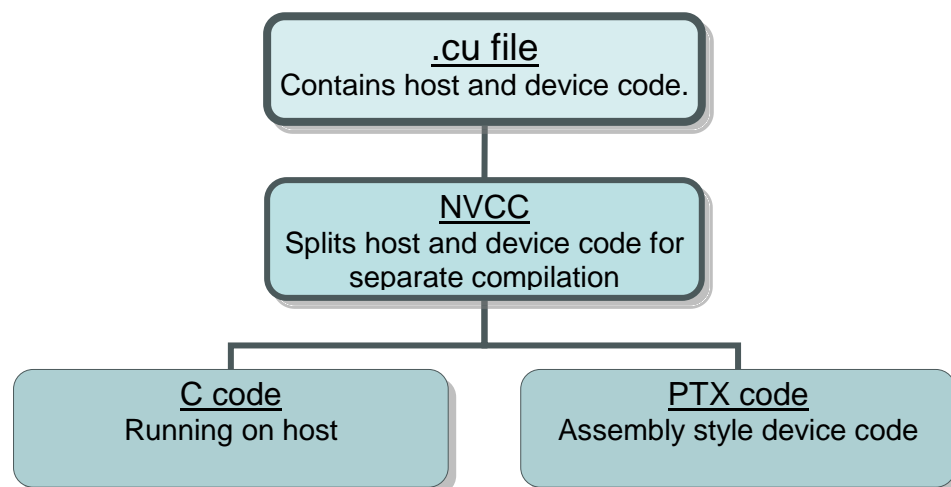 .cu file
Contains host and device code.
NVCC
Splits host and device code for
separate compilation
C code
Running on host
PTX code
Assembly style device code